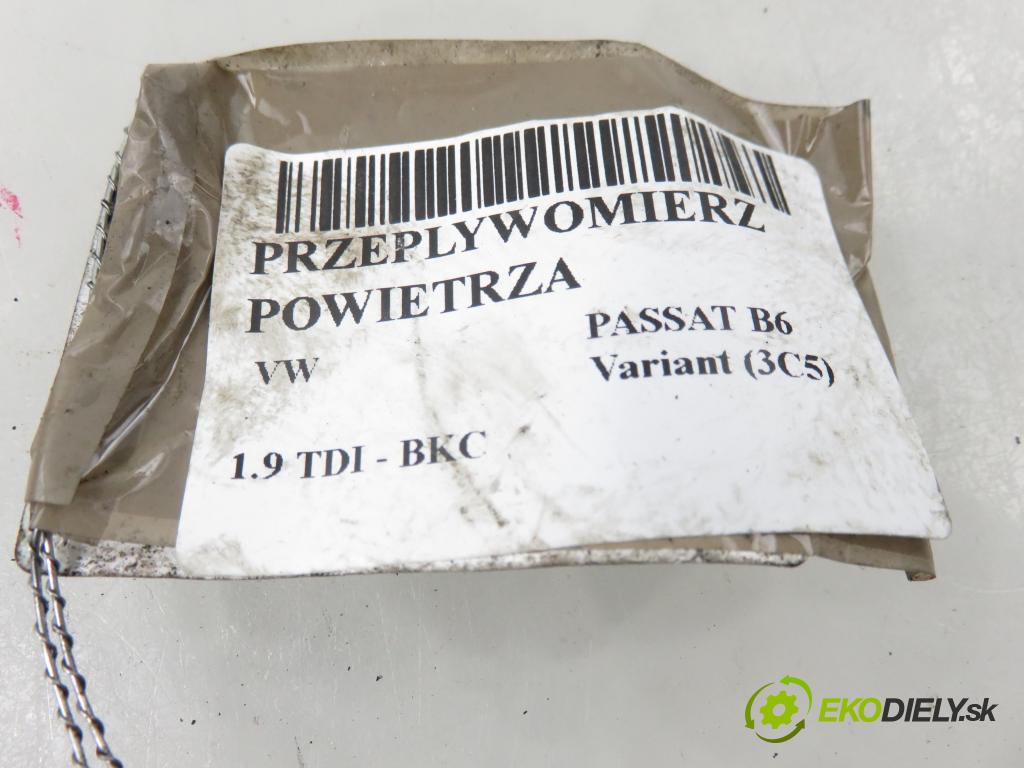 PRZEPLYWOMIERZ
POWIETRZA
VW
PASSAT B6
Variant (3C5)
1.9 TDI - BKC
EKODIELY.sk